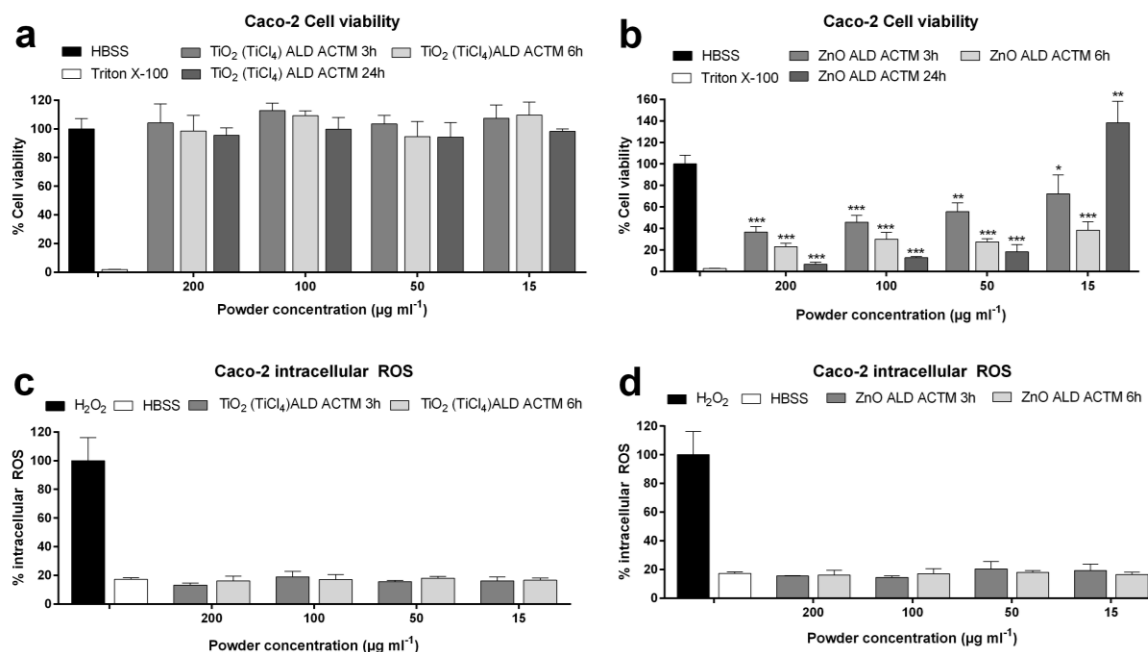 a
Caco-2 Cell viability
HBSS
TiO₂ (TiCl₄) ALD ACTM 3h
TiO₂ (TiCl₄)ALD ACTM 6h
Triton X-100
TiO₂ (TiCl₄) ALD ACTM 24h
% Cell viability
120
100
80
60
40
20
0
200
100
50
15
Powder concentration (µg ml⁻¹)
b
Caco-2 Cell viability
HBSS
ZnO ALD ACTM 3h
ZnO ALD ACTM 6h
Triton X-100
ZnO ALD ACTM 24h
% Cell viability
160
140
120
100
80
60
40
20
0
***
***
***
***
***
***
**
***
***
*
***
**
200
100
50
15
Powder concentration (µg ml⁻¹)
c
Caco-2 intracellular ROS
H₂O₂
HBSS
TiO₂ (TiCl₄)ALD ACTM 3h
TiO₂ (TiCl₄)ALD ACTM 6h
% intracellular ROS
120
100
80
60
40
20
0
200
100
50
15
Powder concentration (µg ml⁻¹)
d
Caco-2 intracellular ROS
H₂O₂
HBSS
ZnO ALD ACTM 3h
ZnO ALD ACTM 6h
% intracellular ROS
120
100
80
60
40
20
0
200
100
50
15
Powder concentration (µg ml⁻¹)